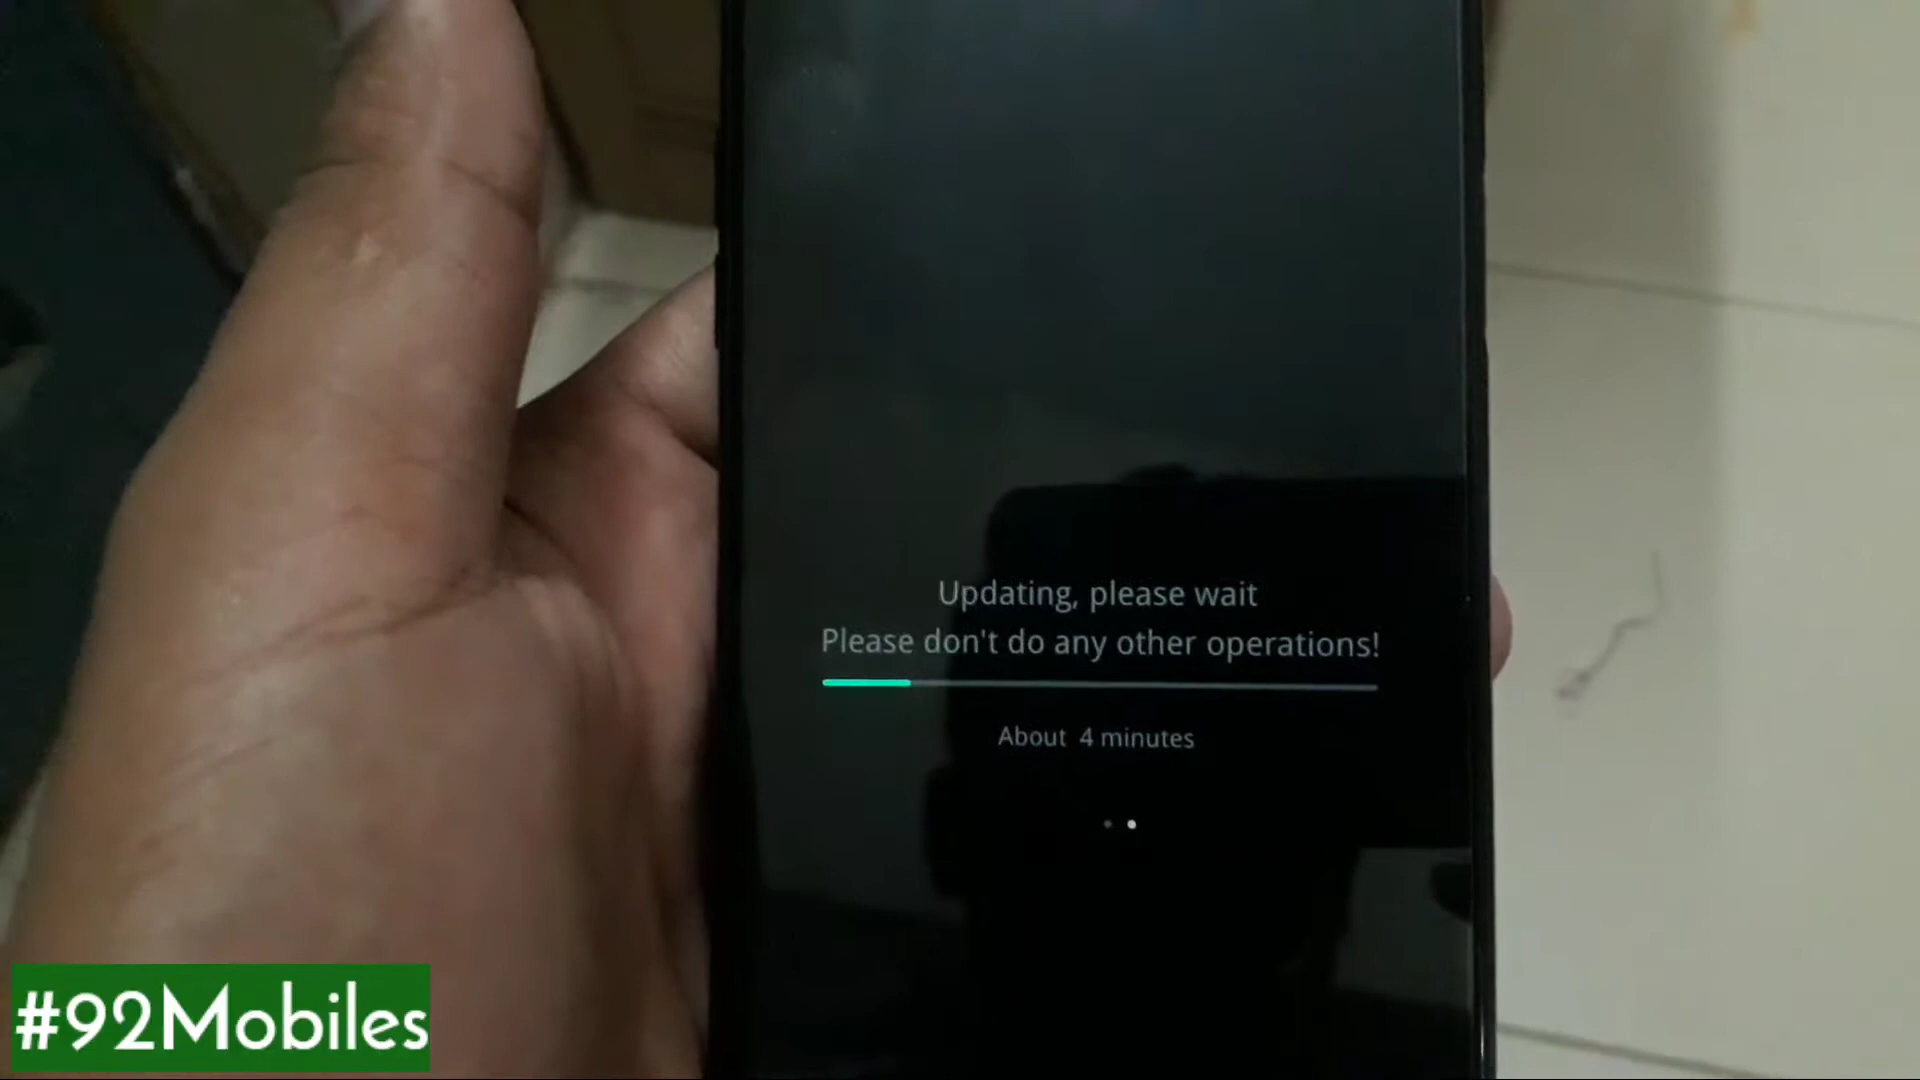 Updating, please wait
Please don't do any other operations!
About 4 minutes
#92Mobiles